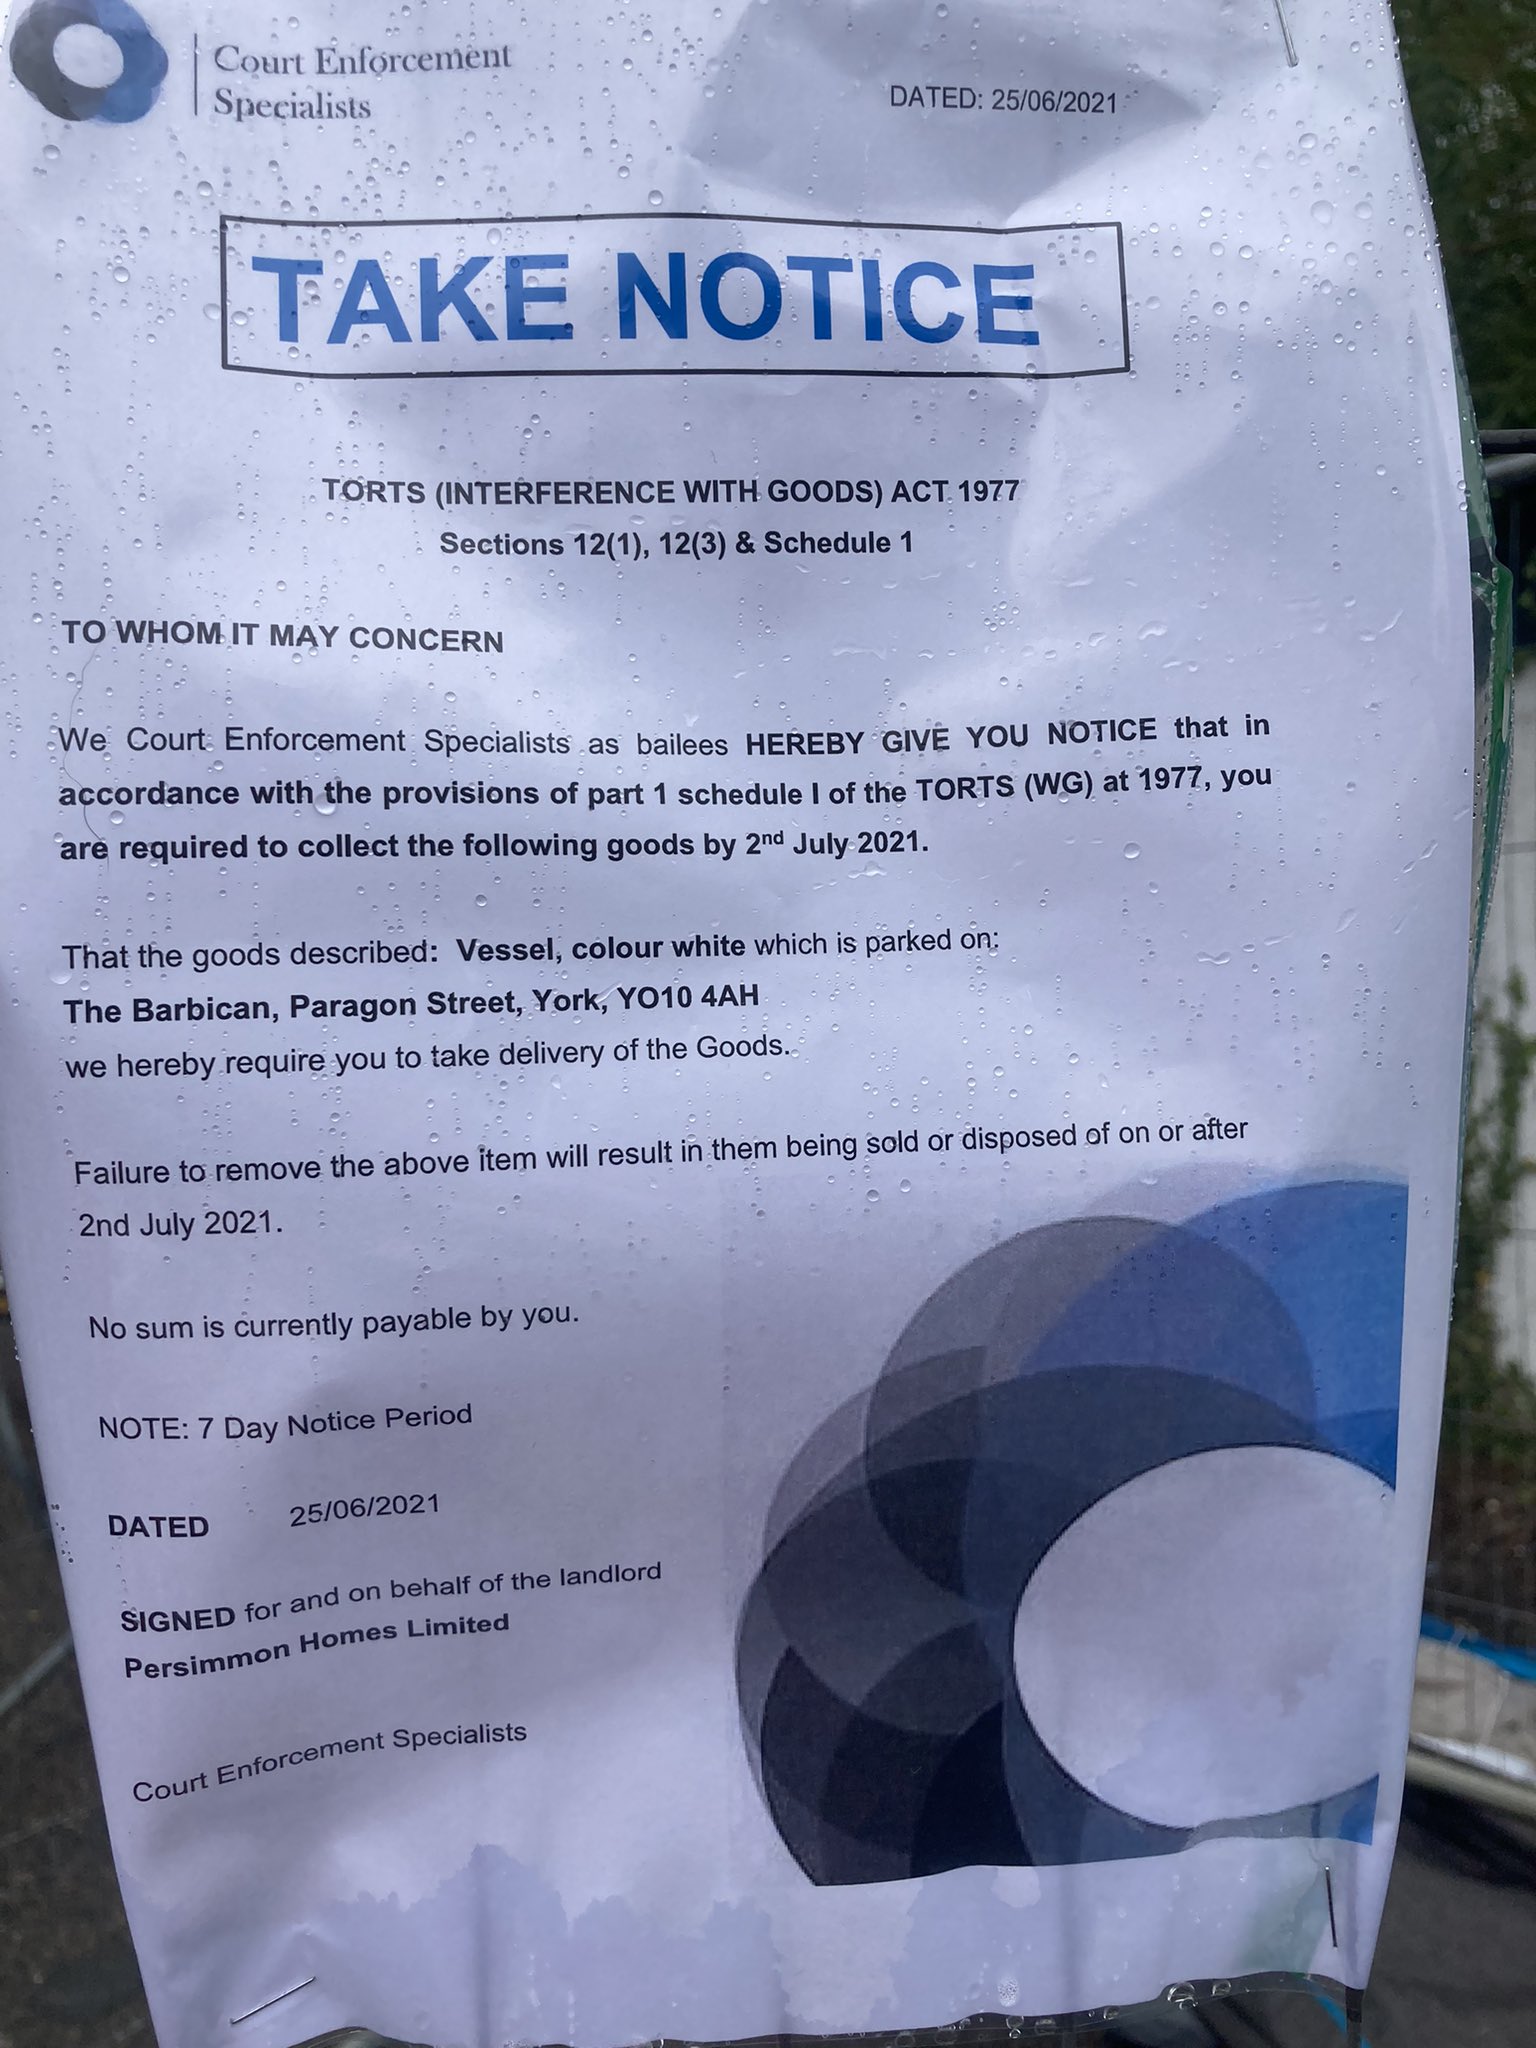 Court Enforcement
Specialists
DATED: 25/06/2021
TAKE NOTICE
TORTS (INTERFERENCE WITH GOODS) ACT 1977
Sections 12(1), 12(3) & Schedule 1
TO WHOM IT MAY CONCERN
We Court Enforcement Specialists as bailees HEREBY GIVE YOU NOTICE that in
accordance with the provisions of part 1 schedule I of the TORTS (WG) at 1977, you
are required to collect the following goods by 2nd July 2021.
That the goods described: Vessel, colour white which is parked on:
The Barbican, Paragon Street, York, YO10 4AH
we hereby require you to take delivery of the Goods.
Failure to remove the above item will result in them being sold or disposed of on or after
2nd July 2021.
No sum is currently payable by you.
NOTE: 7 Day Notice Period
DATED 25/06/2021
SIGNED for and on behalf of the landlord
Persimmon Homes Limited
Court Enforcement Specialists